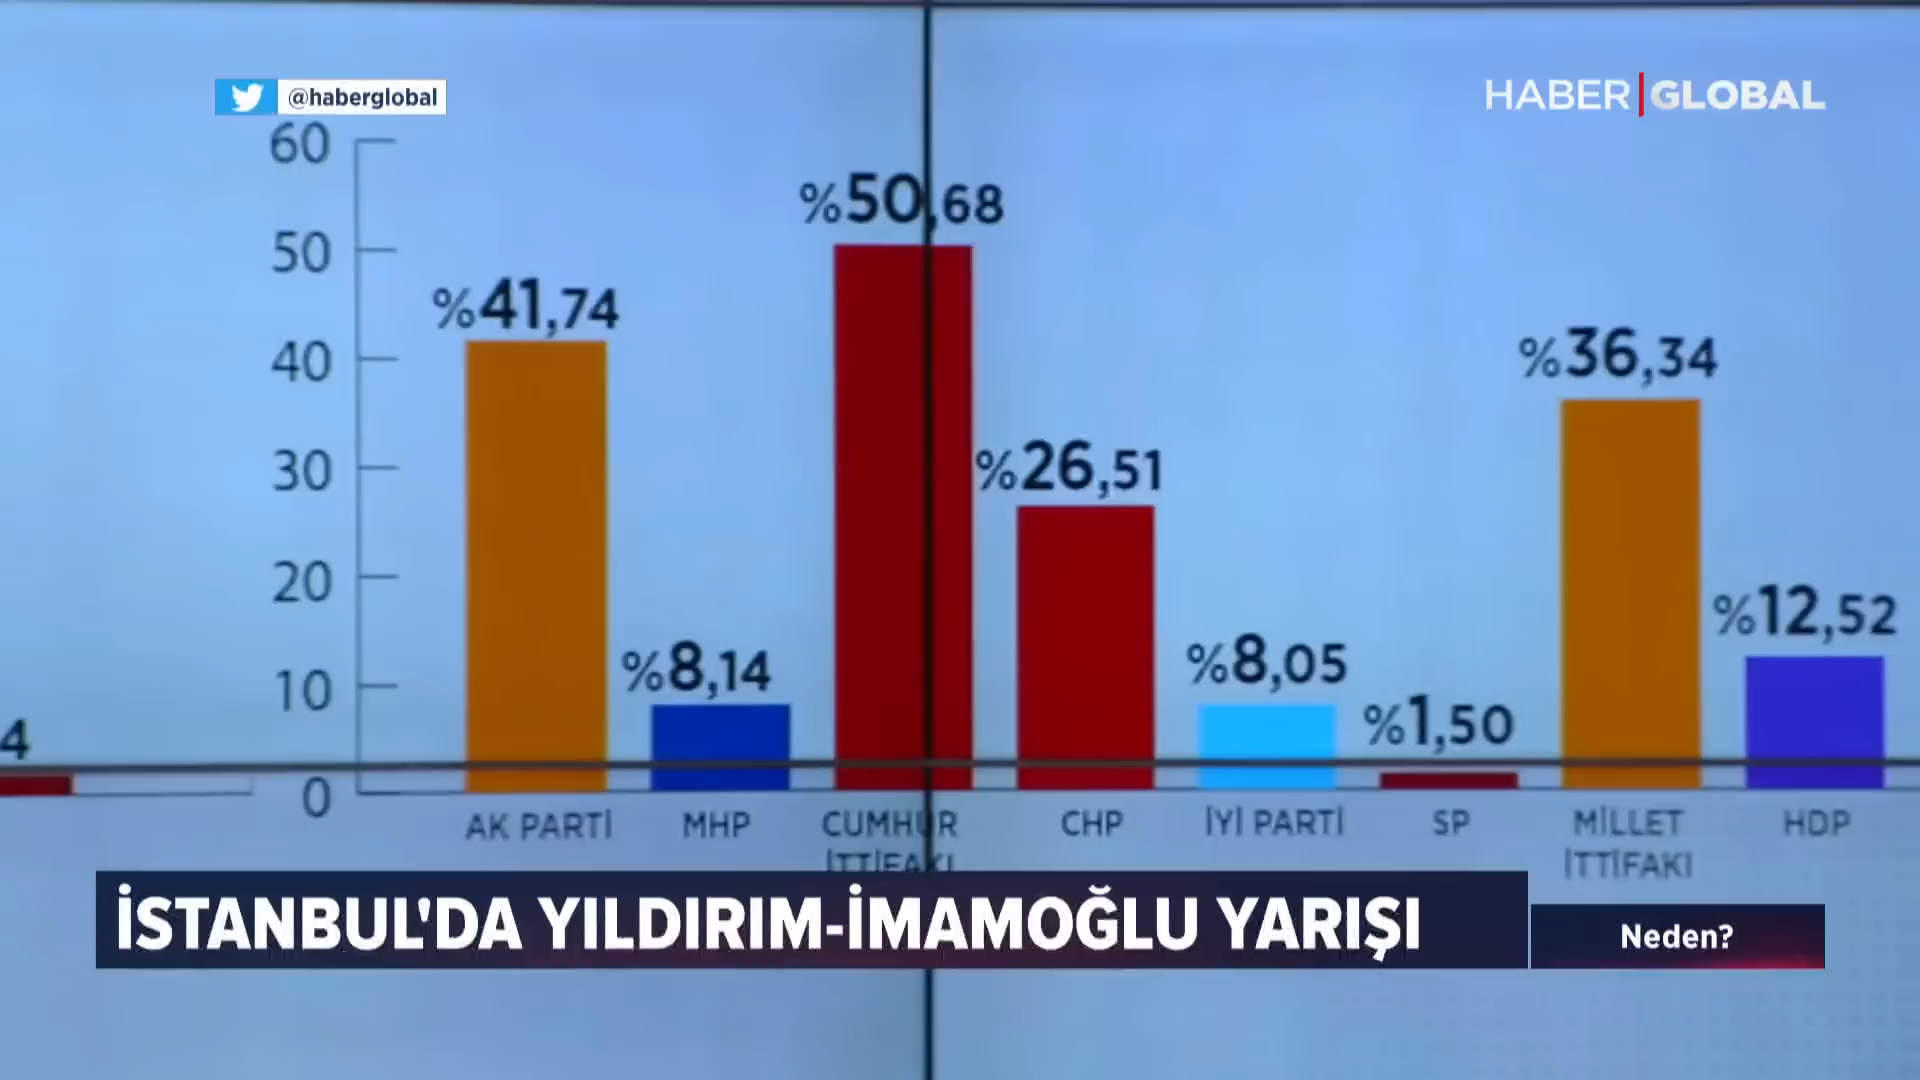 @haberglobal
HABER GLOBAL
60
50
40
30
20
10
0
4
%41,74
%8,14
%50,68
%26,51
%8,05
%1,50
%36,34
%12,52
AK PARTİ
MHP
CUMHUR
İTTİFAKI
CHP
İYİ PARTİ
SP
MİLLET
İTTİFAKI
HDP
İSTANBUL'DA YILDIRIM-İMAMOĞLU YARIŞI
Neden?